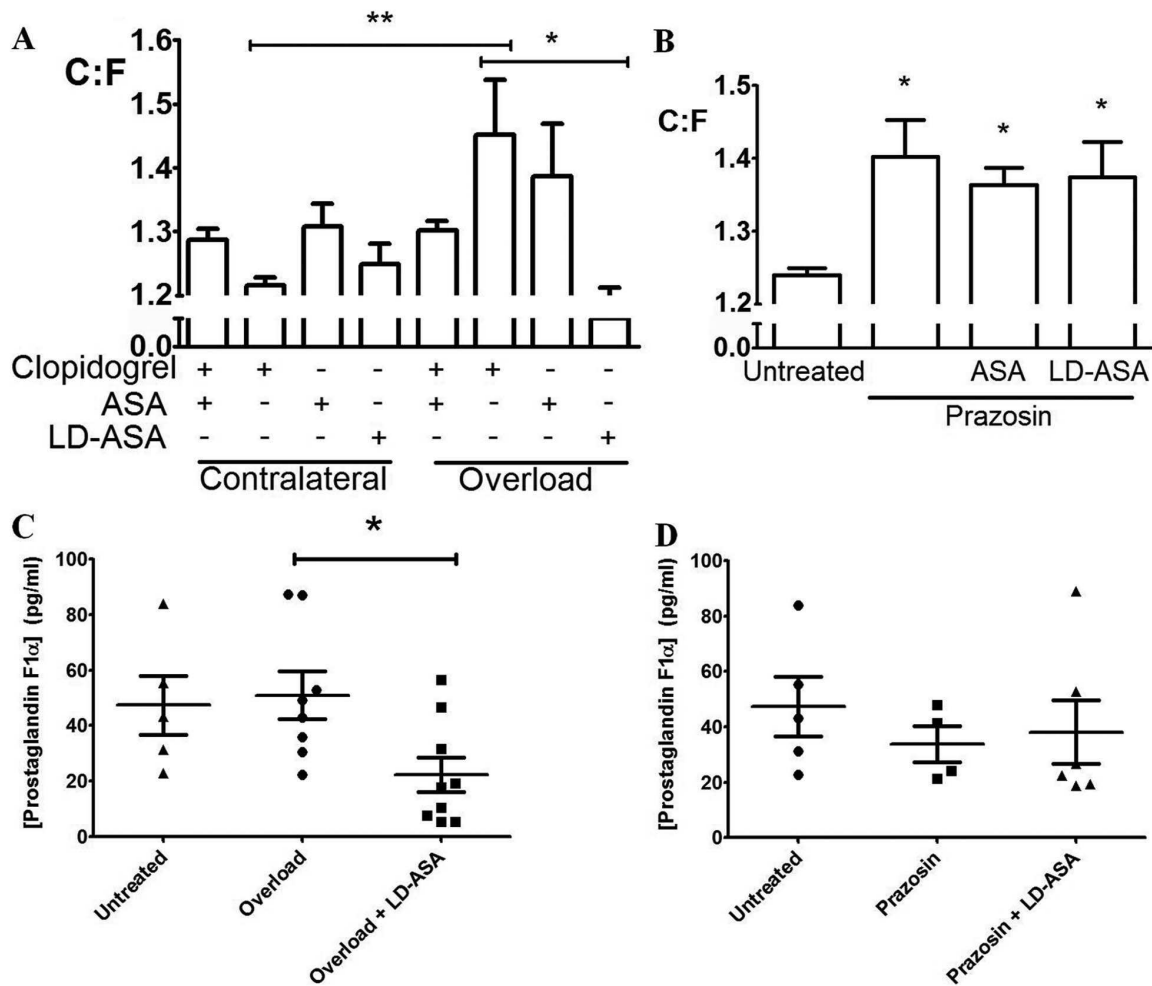 A
C:F
1.6
1.5
1.4
1.3
1.2
0.0
**
*
Clopidogrel + + - - + + - -
ASA + - + - + - + -
LD-ASA - - - + - - - +
Contralateral Overload
B
C:F
1.5
1.4
1.3
1.2
0.0
* * *
Untreated ASA LD-ASA
Prazosin
C
[Prostaglandin F1α] (pg/ml)
100
80
60
40
20
0
*
Untreated
Overload
Overload + LD-ASA
D
[Prostaglandin F1α] (pg/ml)
100
80
60
40
20
0
Untreated
Prazosin
Prazosin + LD-ASA